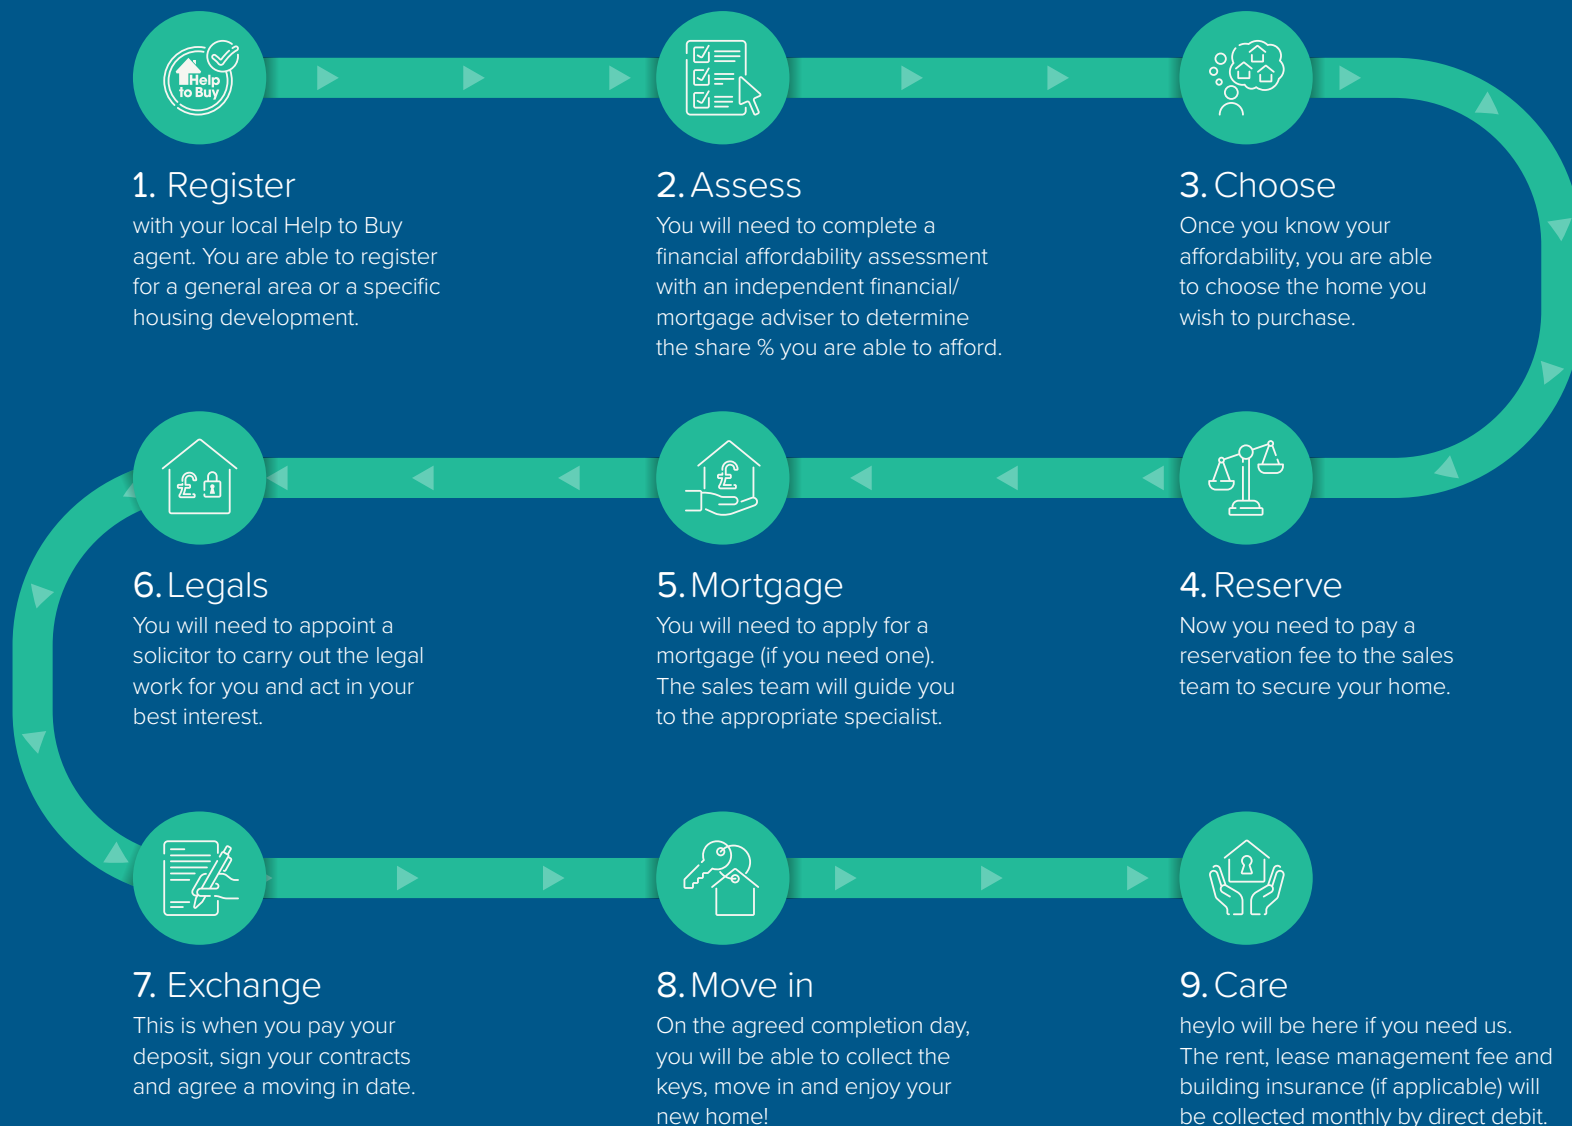 Help
to Buy
1. Register
with your local Help to Buy
agent. You are able to register
for a general area or a specific
housing development.
2. Assess
You will need to complete a
financial affordability assessment
with an independent financial/
mortgage adviser to determine
the share % you are able to afford.
3. Choose
Once you know your
affordability, you are able
to choose the home you
wish to purchase.
4. Reserve
Now you need to pay a
reservation fee to the sales
team to secure your home.
5. Mortgage
You will need to apply for a
mortgage (if you need one).
The sales team will guide you
to the appropriate specialist.
6. Legals
You will need to appoint a
solicitor to carry out the legal
work for you and act in your
best interest.
7. Exchange
This is when you pay your
deposit, sign your contracts
and agree a moving in date.
8. Move in
On the agreed completion day,
you will be able to collect the
keys, move in and enjoy your
new home!
9. Care
heylo will be here if you need us.
The rent, lease management fee and
building insurance (if applicable) will
be collected monthly by direct debit.